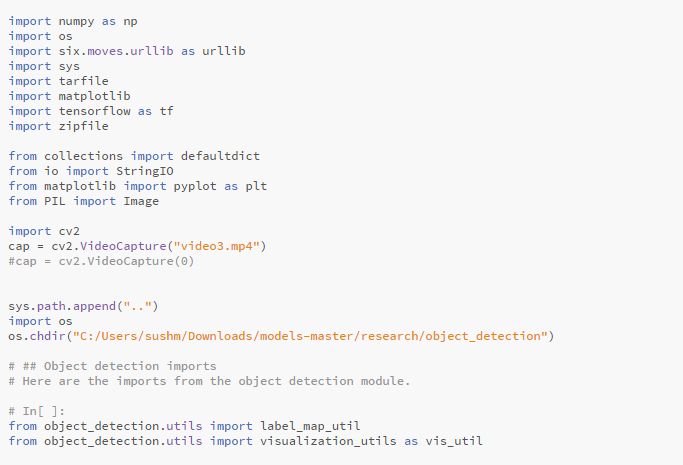 import numpy as np
import os
import six.moves.urllib as urllib
import sys
import tarfile
import matplotlib
import tensorflow as tf
import zipfile
from collections import defaultdict
from io import StringIO
from matplotlib import pyplot as plt
from PIL import Image
import cv2
cap = cv2.VideoCapture("video3.mp4")
#cap = cv2.VideoCapture(0)
sys.path.append("..")
import os
os.chdir("C:/Users/sushm/Downloads/models-master/research/object_detection")
# ## Object detection imports
# Here are the imports from the object detection module.
# In[ ]:
from object_detection.utils import label_map_util
from object_detection.utils import visualization_utils as vis_util